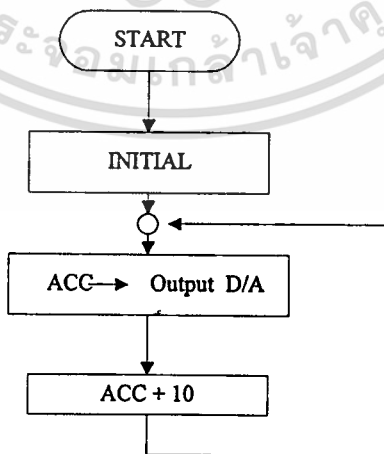 START
INITIAL
ACC→ Output D/A
ACC + 10